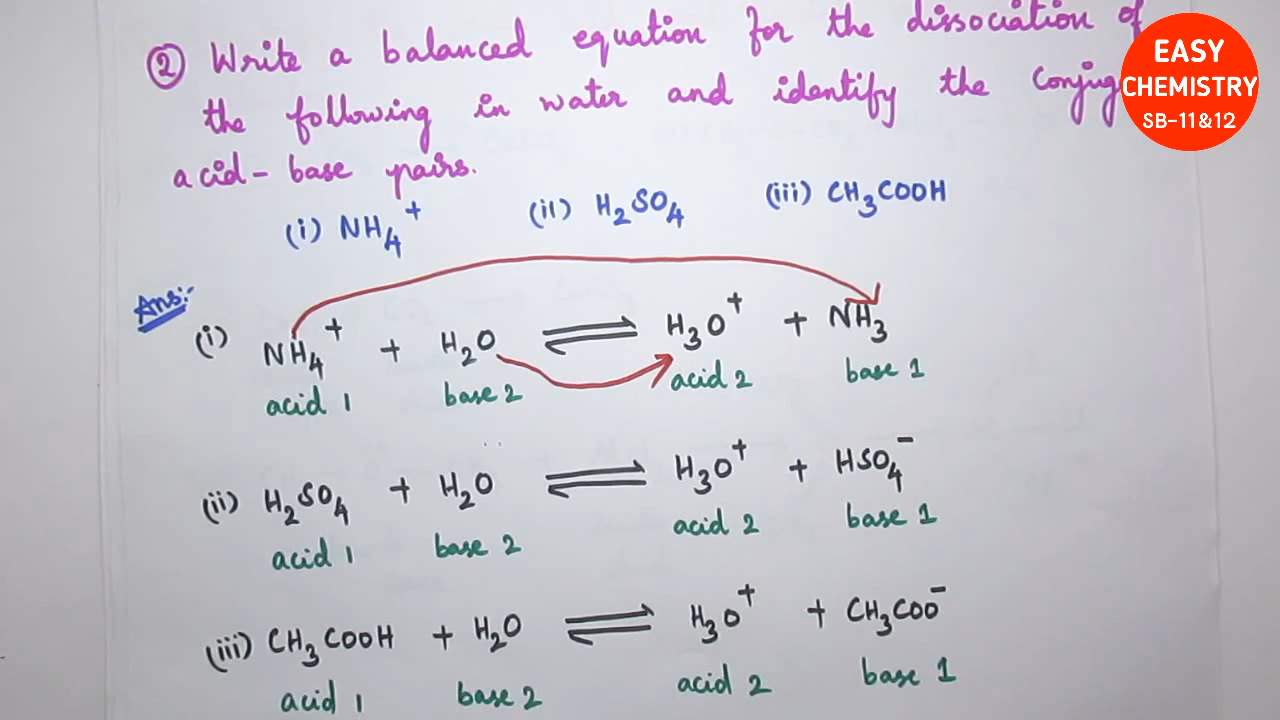 ② Write a balanced equation for the dissociation of
the following in water and identify the
acid-base pairs.
EASY
CHEMISTRY
SB-11&12
(i) NH₄⁺ (ii) H₂SO₄ (iii) CH₃COOH
Ans:-
(i) NH₄⁺ + H₂O ⇌ H₃O⁺ + NH₃
acid 1 base 2 acid 2 base 1
(ii) H₂SO₄ + H₂O ⇌ H₃O⁺ + HSO₄⁻
acid 1 base 2 acid 2 base 1
(iii) CH₃COOH + H₂O ⇌ H₃O⁺ + CH₃COO⁻
acid 1 base 2 acid 2 base 1